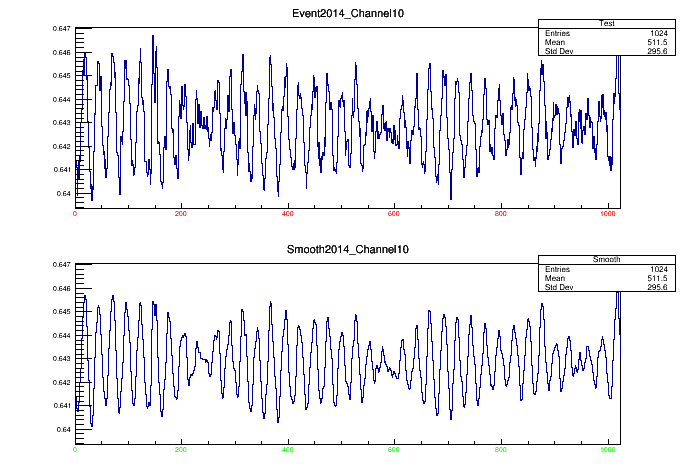 Event2014_Channel10
Test
Entries 1024
Mean 511.5
Std Dev 295.6
0.647
0.646
0.645
0.644
0.643
0.642
0.641
0.64
0 200 400 600 800 1000
Smooth2014_Channel10
Smooth
Entries 1024
Mean 511.5
Std Dev 295.6
0.647
0.646
0.645
0.644
0.643
0.642
0.641
0.64
0 200 400 600 800 1000